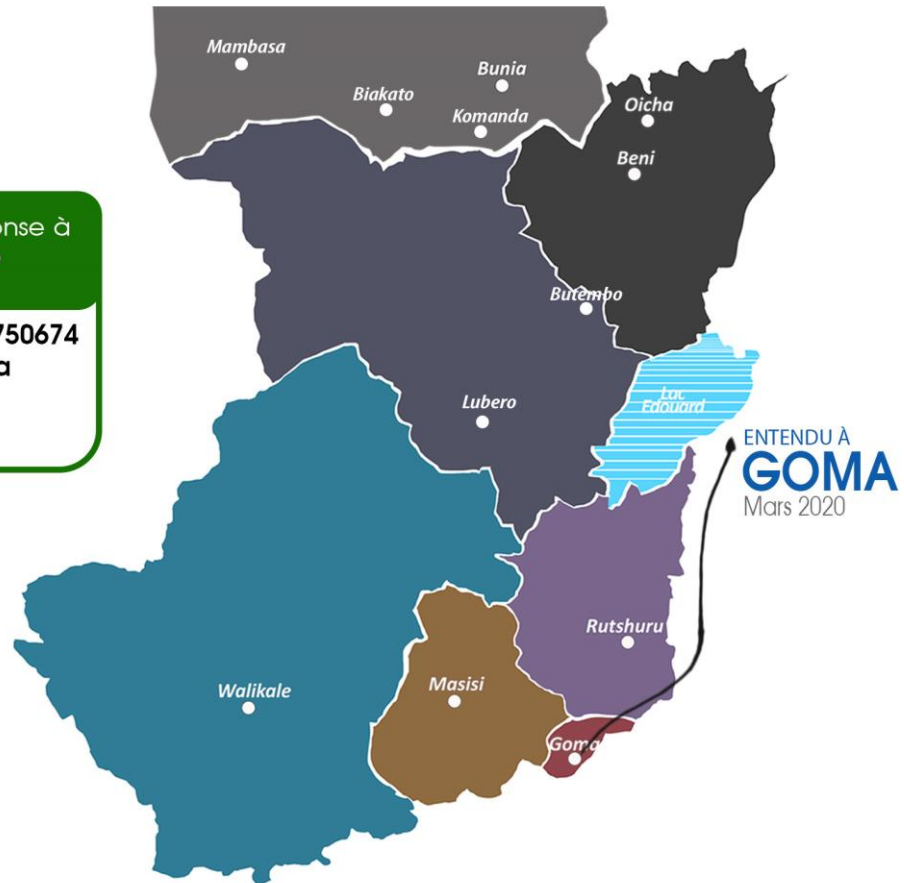 Mambasa
Bunia
Biakato
Komanda
Oicha
Beni
onse à
750674
a
Butembo
Lac
Edouard
Lubero
ENTENDU À
GOMA
Mars 2020
Rutshuru
Masisi
Walikale
Goma